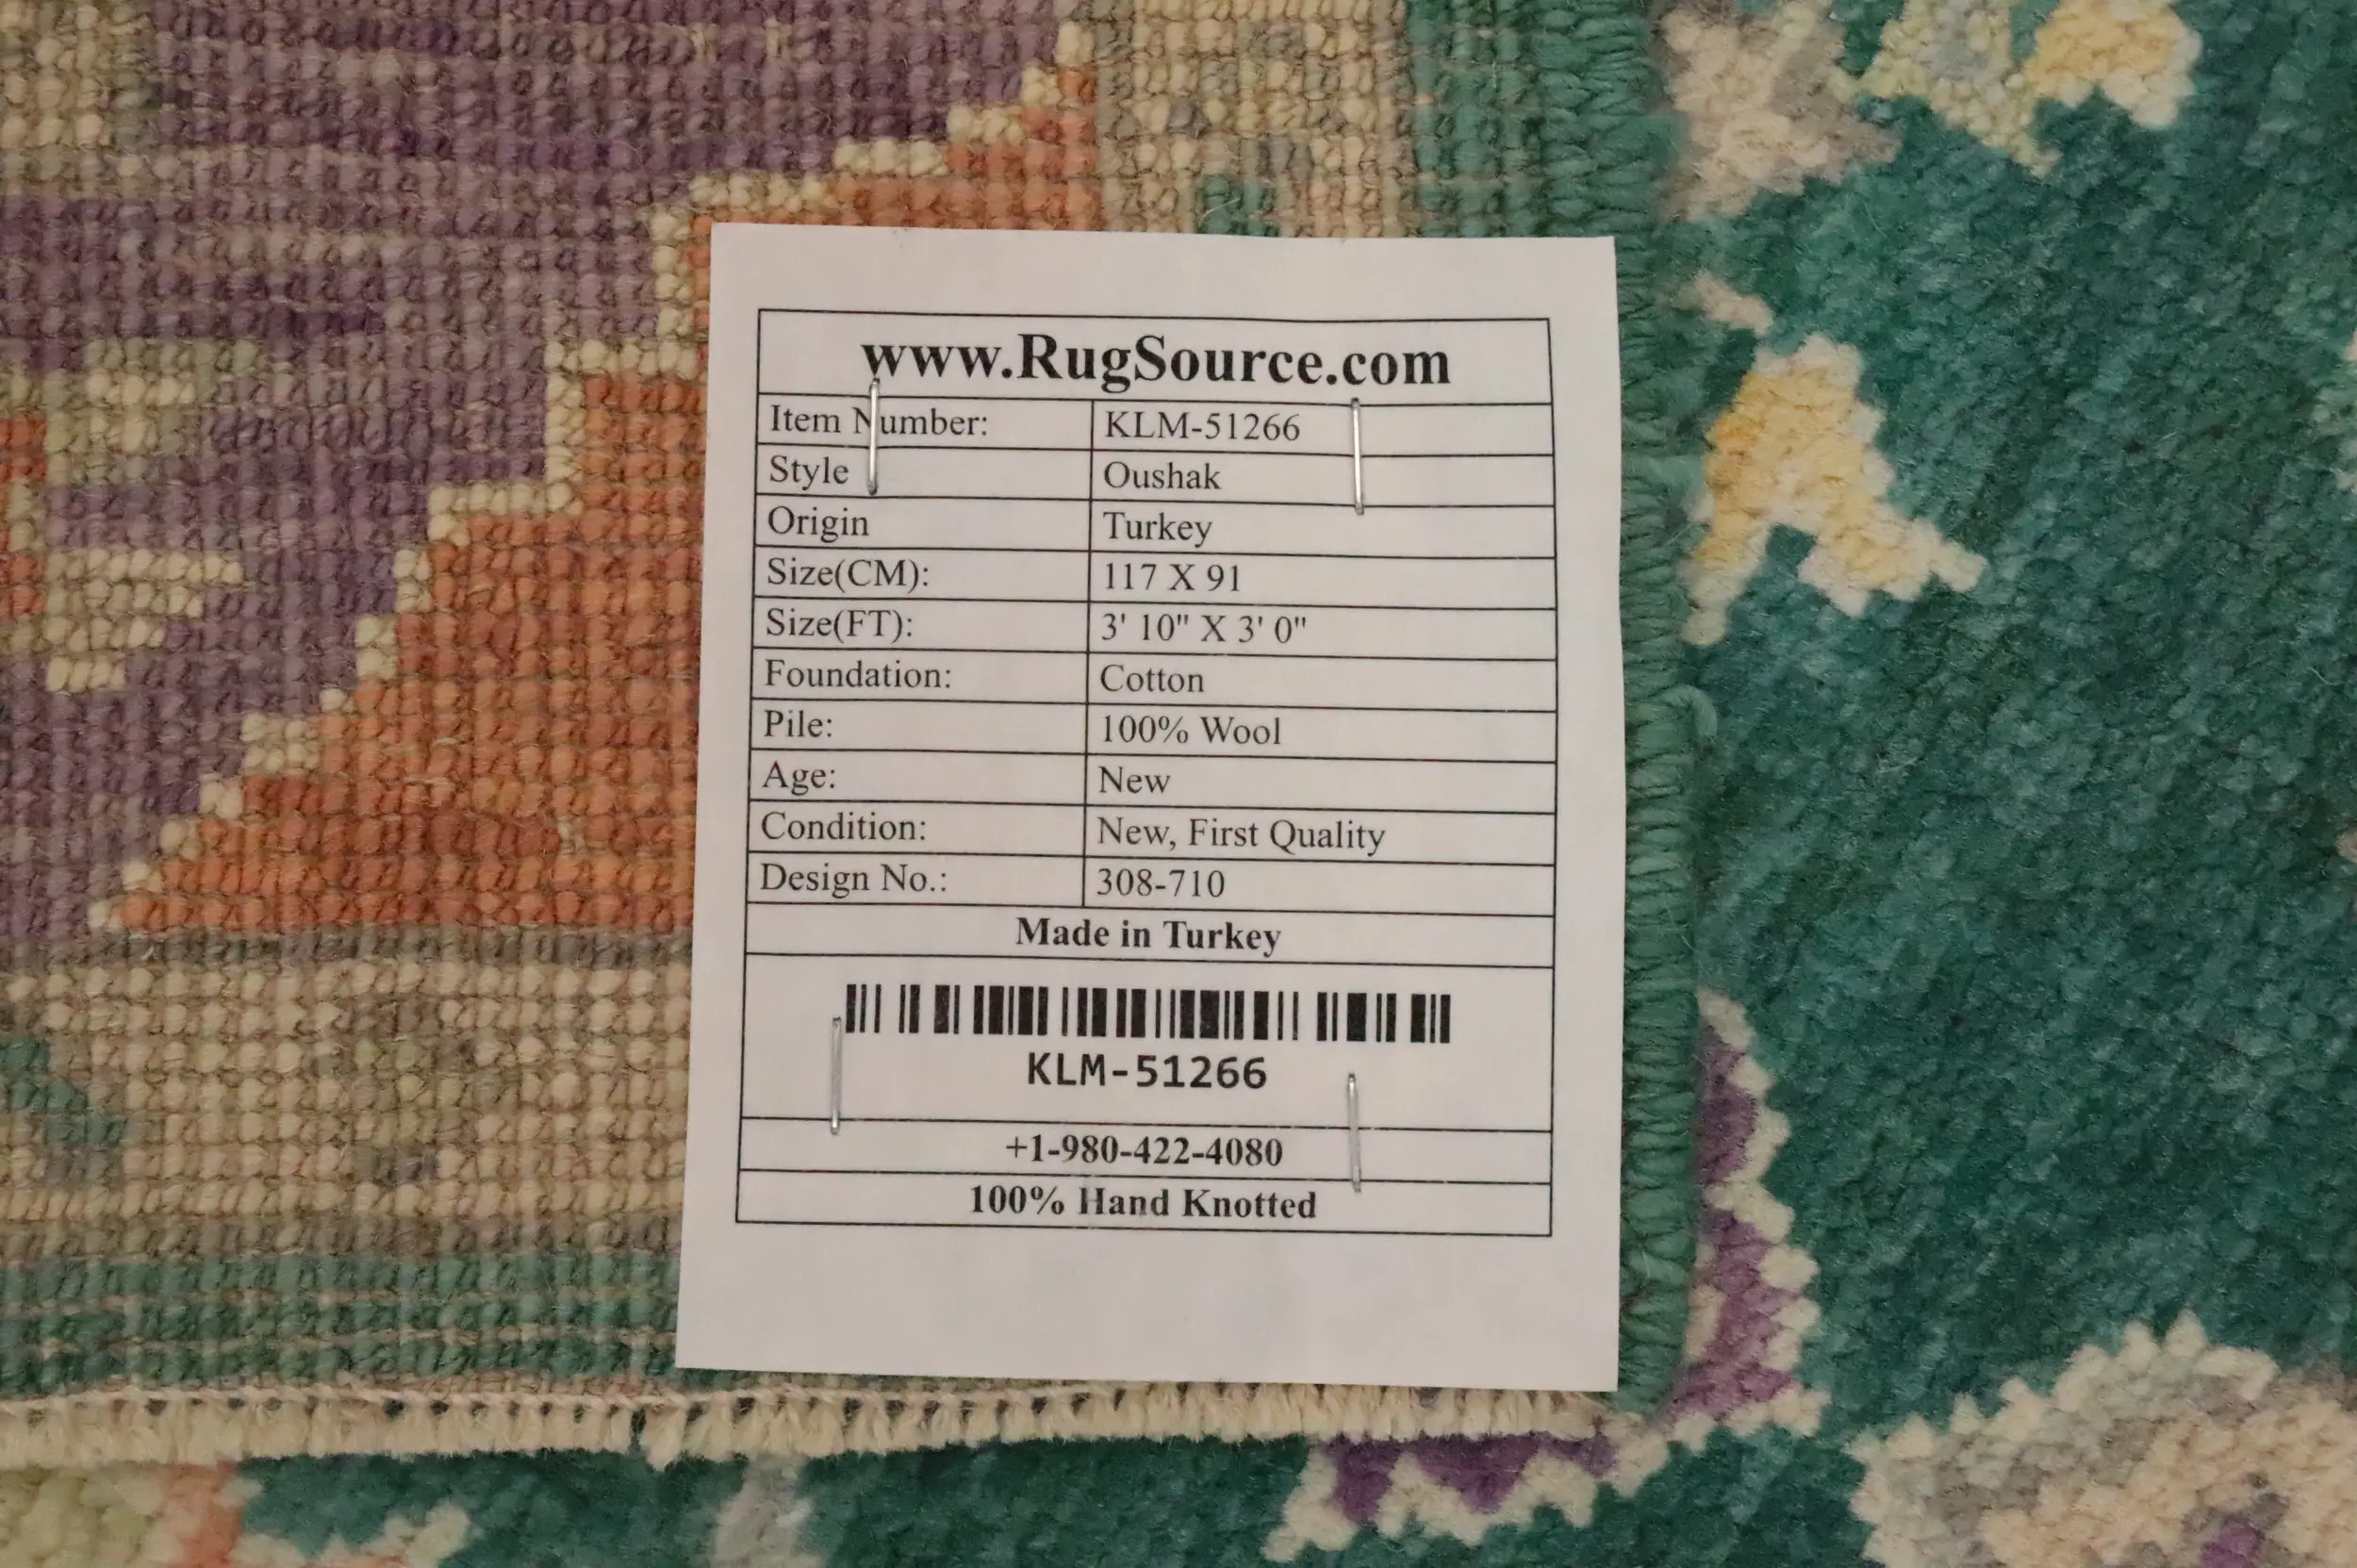 www.RugSource.com
Item Number: KLM-51266
Style Oushak
Origin Turkey
Size(CM): 117 X 91
Size(FT): 3' 10" X 3' 0"
Foundation: Cotton
Pile: 100% Wool
Age: New
Condition: New, First Quality
Design No.: 308-710
Made in Turkey
KLM-51266
+1-980-422-4080
100% Hand Knotted